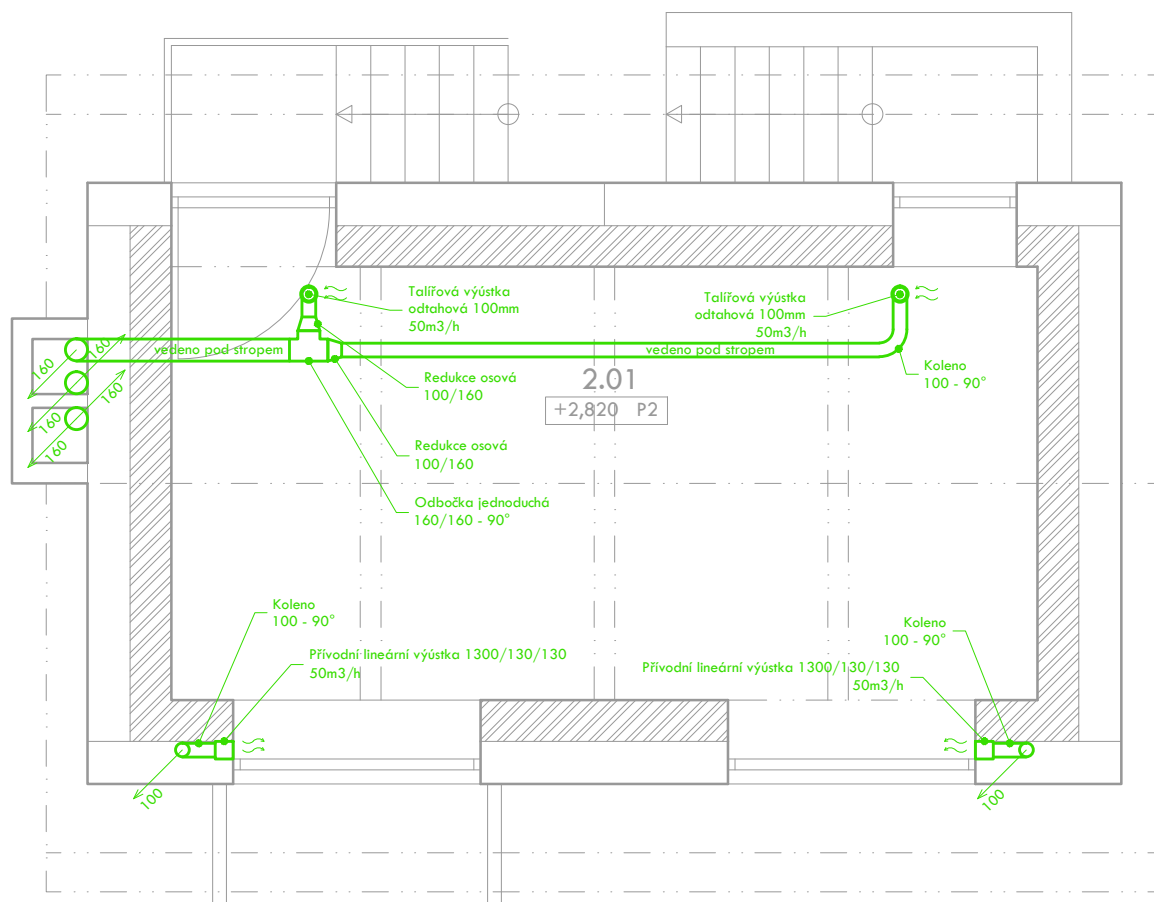 Talířová výústka
odtahová 100mm
50m3/h
Talířová výústka
odtahová 100mm
50m3/h
vedeno pod stropem
vedeno pod stropem
160
160
160
160
160
Koleno
100 - 90°
Redukce osová
100/160
2.01
+2,820 P2
Redukce osová
100/160
Odbočka jednoduchá
160/160 - 90°
Koleno
100 - 90°
Přívodní lineární výústka 1300/130/130
50m3/h
Koleno
100 - 90°
Přívodní lineární výústka 1300/130/130
50m3/h
100
100